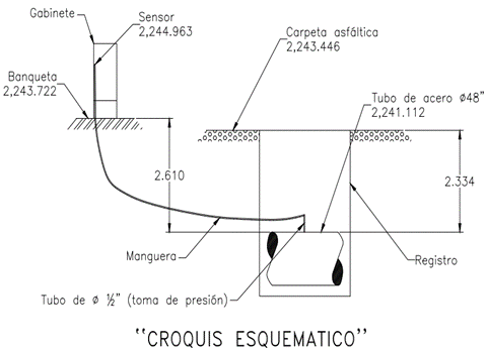 Gabinete
Sensor
2,244.963
Carpeta asfáltica
2,243.446
Banqueta
2,243.722
Tubo de acero ø48"
2,241.112
2.610
2.334
Manguera
Registro
Tubo de ø ½" (toma de presión)
"CROQUIS ESQUEMATICO"